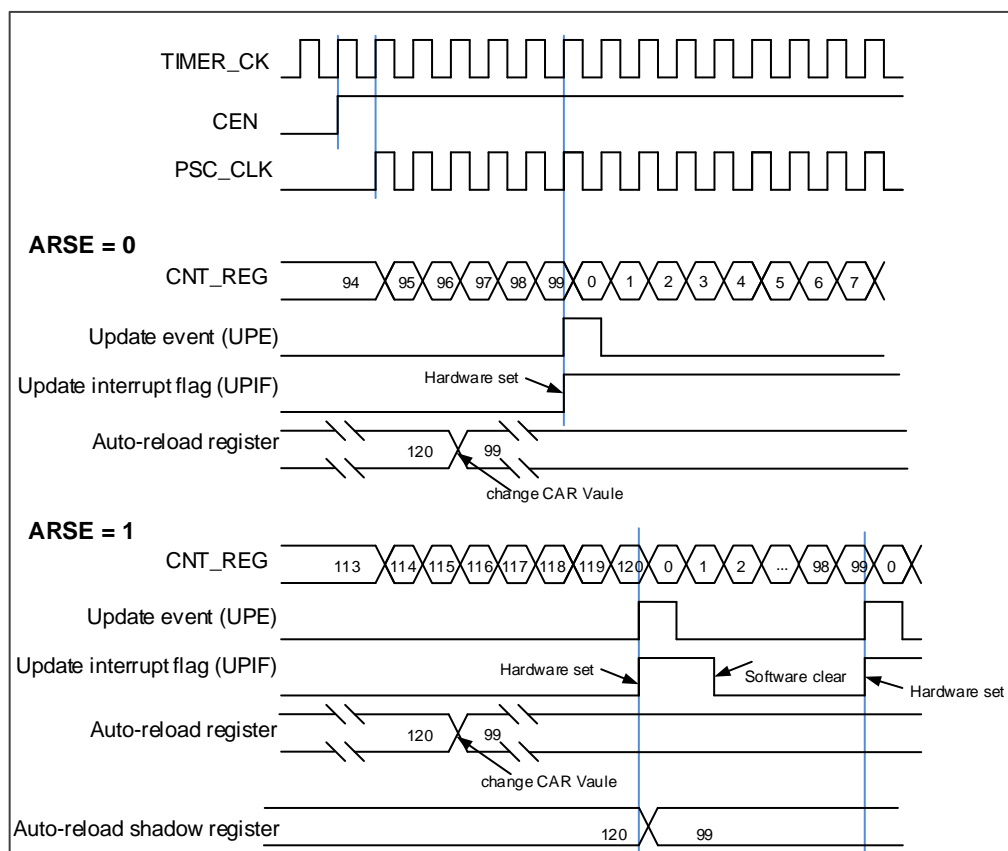 TIMER_CK
CEN
PSC_CLK
ARSE = 0
CNT_REG 94 95 96 97 98 99 0 1 2 3 4 5 6 7
Update event (UPE)
Update interrupt flag (UPIF) Hardware set
Auto-reload register 120 99
change CAR Vaule
ARSE = 1
CNT_REG 113 114 115 116 117 118 119 120 0 1 2 ... 98 99 0
Update event (UPE)
Update interrupt flag (UPIF) Hardware set Software clear Hardware set
Auto-reload register 120 99
change CAR Vaule
Auto-reload shadow register 120 99